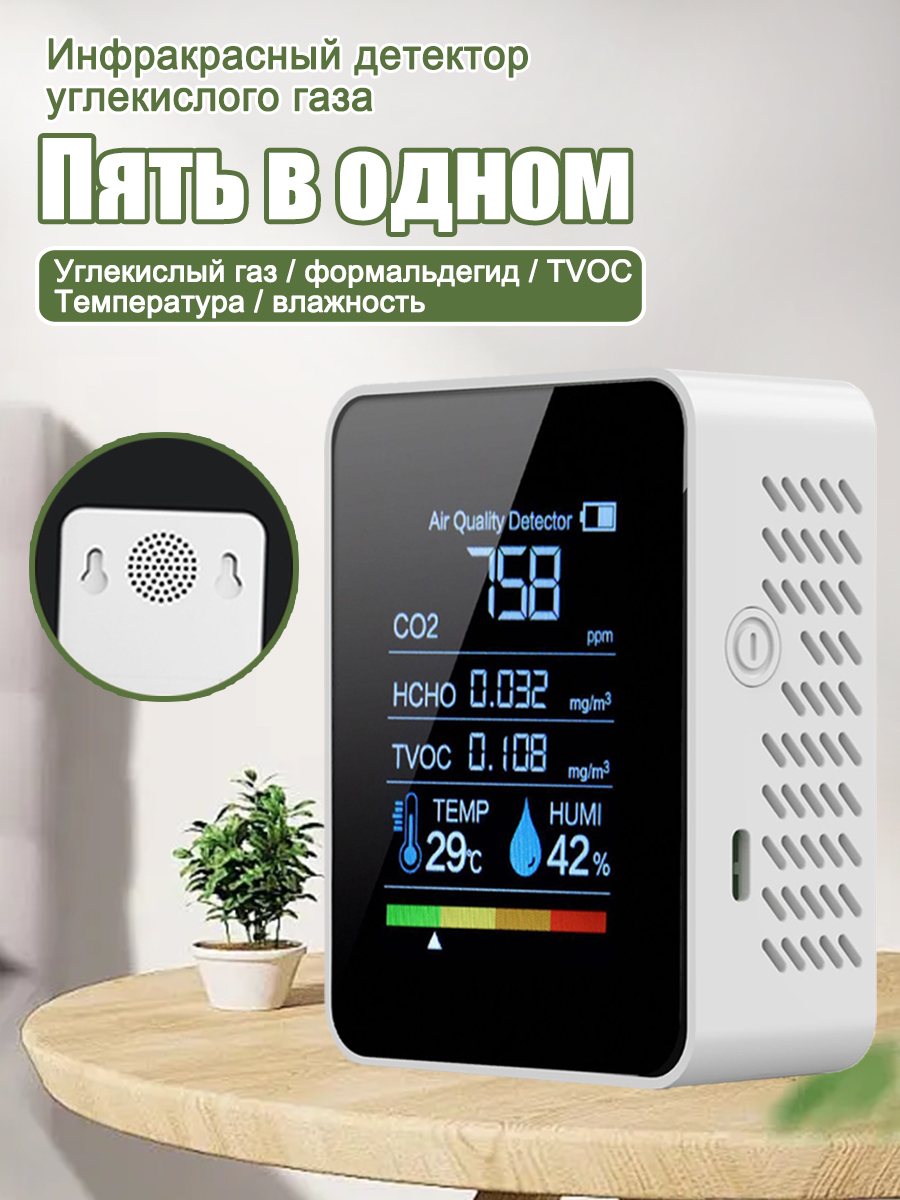 Инфракрасный детектор
углекислого газа
Пять в одном
Углекислый газ / формальдегид / TVOC
Температура / влажность
Air Quality Detector
758
CO2 ppm
HCHO 0.032 mg/m³
TVOC 0.108 mg/m³
TEMP HUMI
29℃ 42%